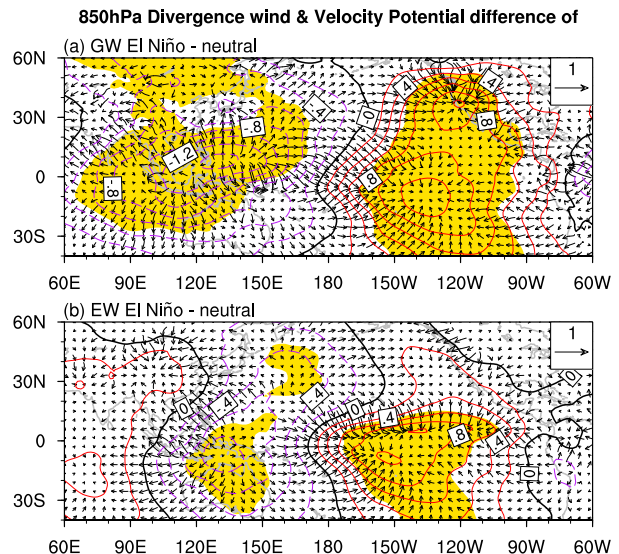 850hPa Divergence wind & Velocity Potential difference of
(a) GW El Niño - neutral
60N
30N
0
30S
1
.4
0
.4
-.8
-.4
.8
-1.2
-.8
.8
60E 90E 120E 150E 180 150W 120W 90W 60W
(b) EW El Niño - neutral
60N
30N
0
30S
1
0
-.4
-.4
0
.4
.8
.4
0
0
60E 90E 120E 150E 180 150W 120W 90W 60W